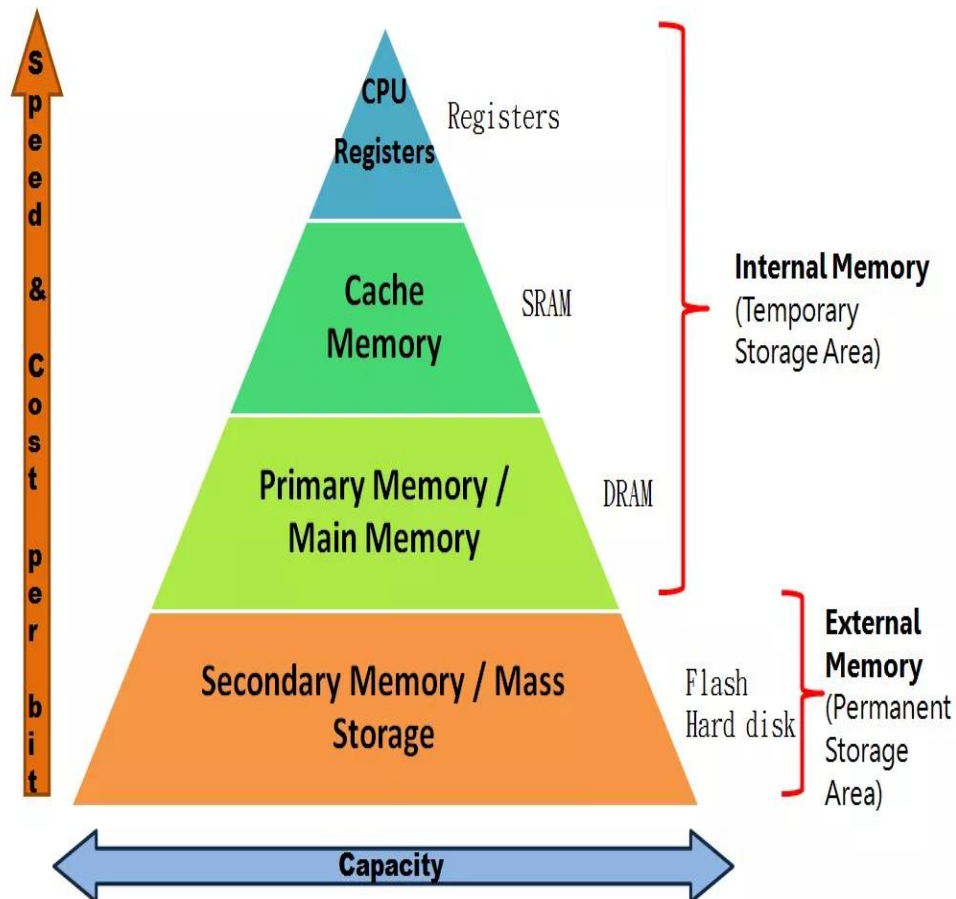 Speed & Cost per bit
CPU
Registers
Registers
Cache
Memory
SRAM
Internal Memory
(Temporary
Storage Area)
Primary Memory /
Main Memory
DRAM
Secondary Memory / Mass
Storage
Flash
Hard disk
External
Memory
(Permanent
Storage
Area)
Capacity